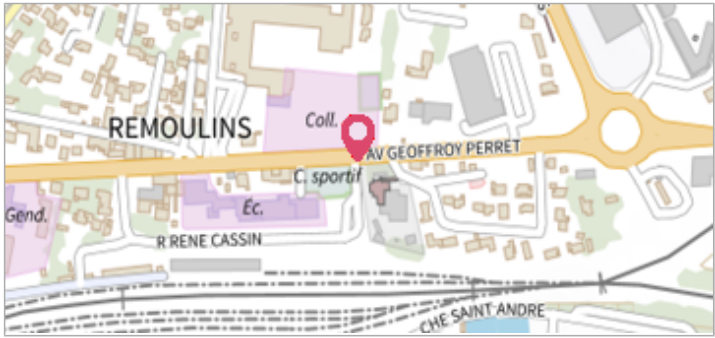 Coll.
REMOULINS
AV GEOFFROY PERRET
C. sportif
Ec.
Gend.
R RENE CASSIN
CHE SAINT ANDRE